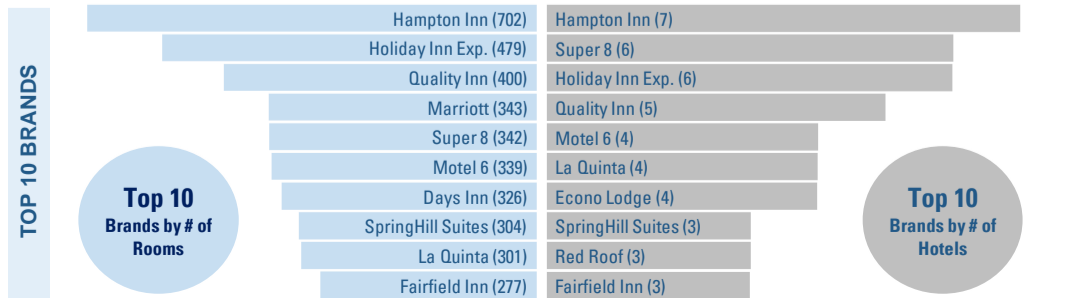 TOP 10 BRANDS
Hampton Inn (702)
Holiday Inn Exp. (479)
Quality Inn (400)
Marriott (343)
Super 8 (342)
Motel 6 (339)
Days Inn (326)
SpringHill Suites (304)
La Quinta (301)
Fairfield Inn (277)
Top 10
Brands by # of
Rooms
Hampton Inn (7)
Super 8 (6)
Holiday Inn Exp. (6)
Quality Inn (5)
Motel 6 (4)
La Quinta (4)
Econo Lodge (4)
SpringHill Suites (3)
Red Roof (3)
Fairfield Inn (3)
Top 10
Brands by # of
Hotels